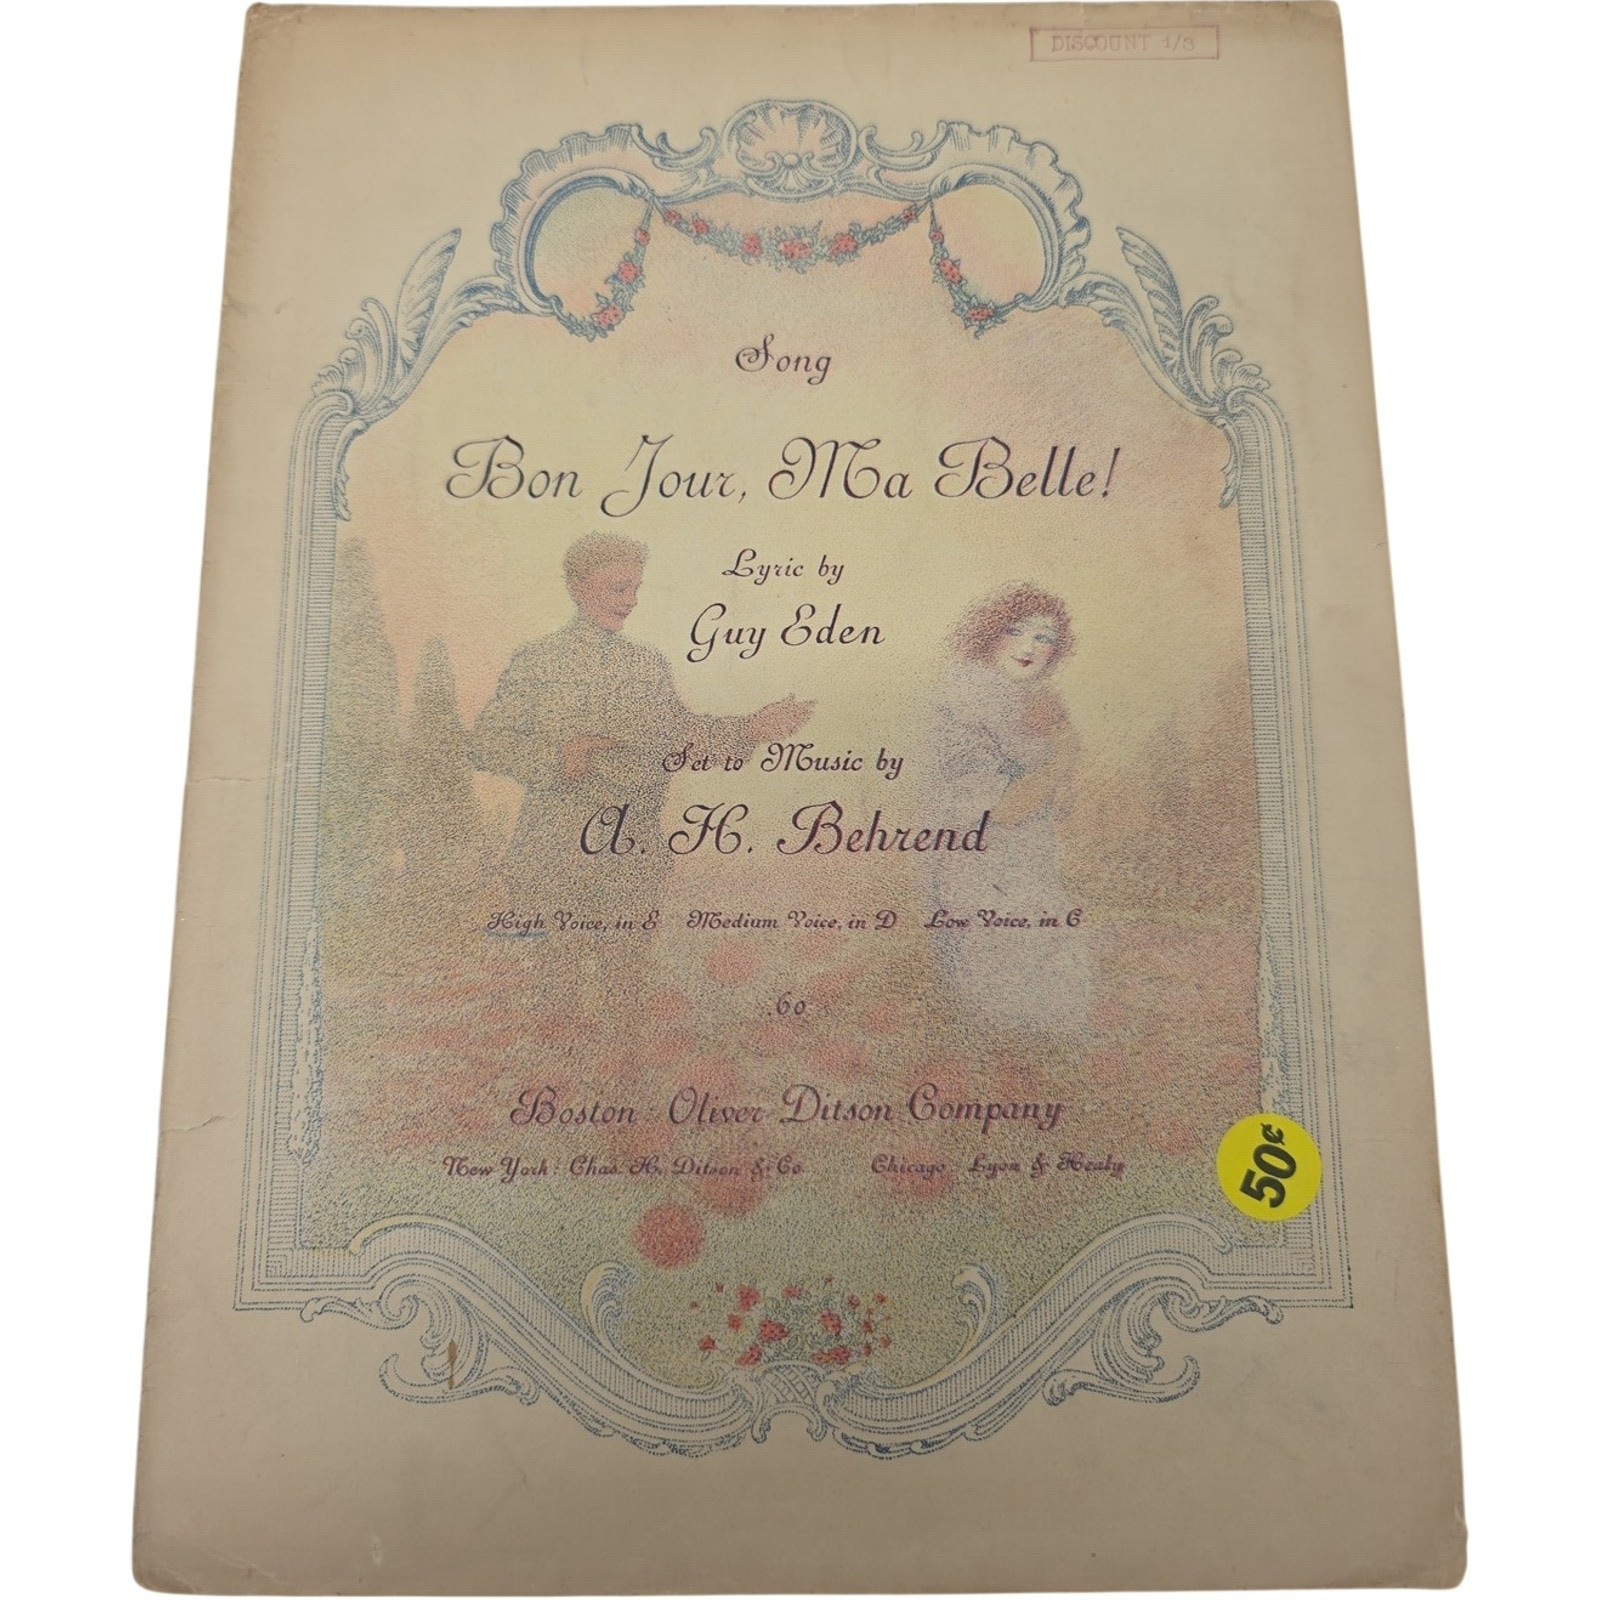 DISCOUNT 1/3
Song
Bon Jour, Ma Belle!
Lyric by
Guy Eden
Set to Music by
A. H. Behrend
High Voice, in E Medium Voice, in D Low Voice, in C
.60
Boston : Oliver Ditson Company
New York : Chas. H. Ditson & Co. Chicago : Lyon & Healy
50¢